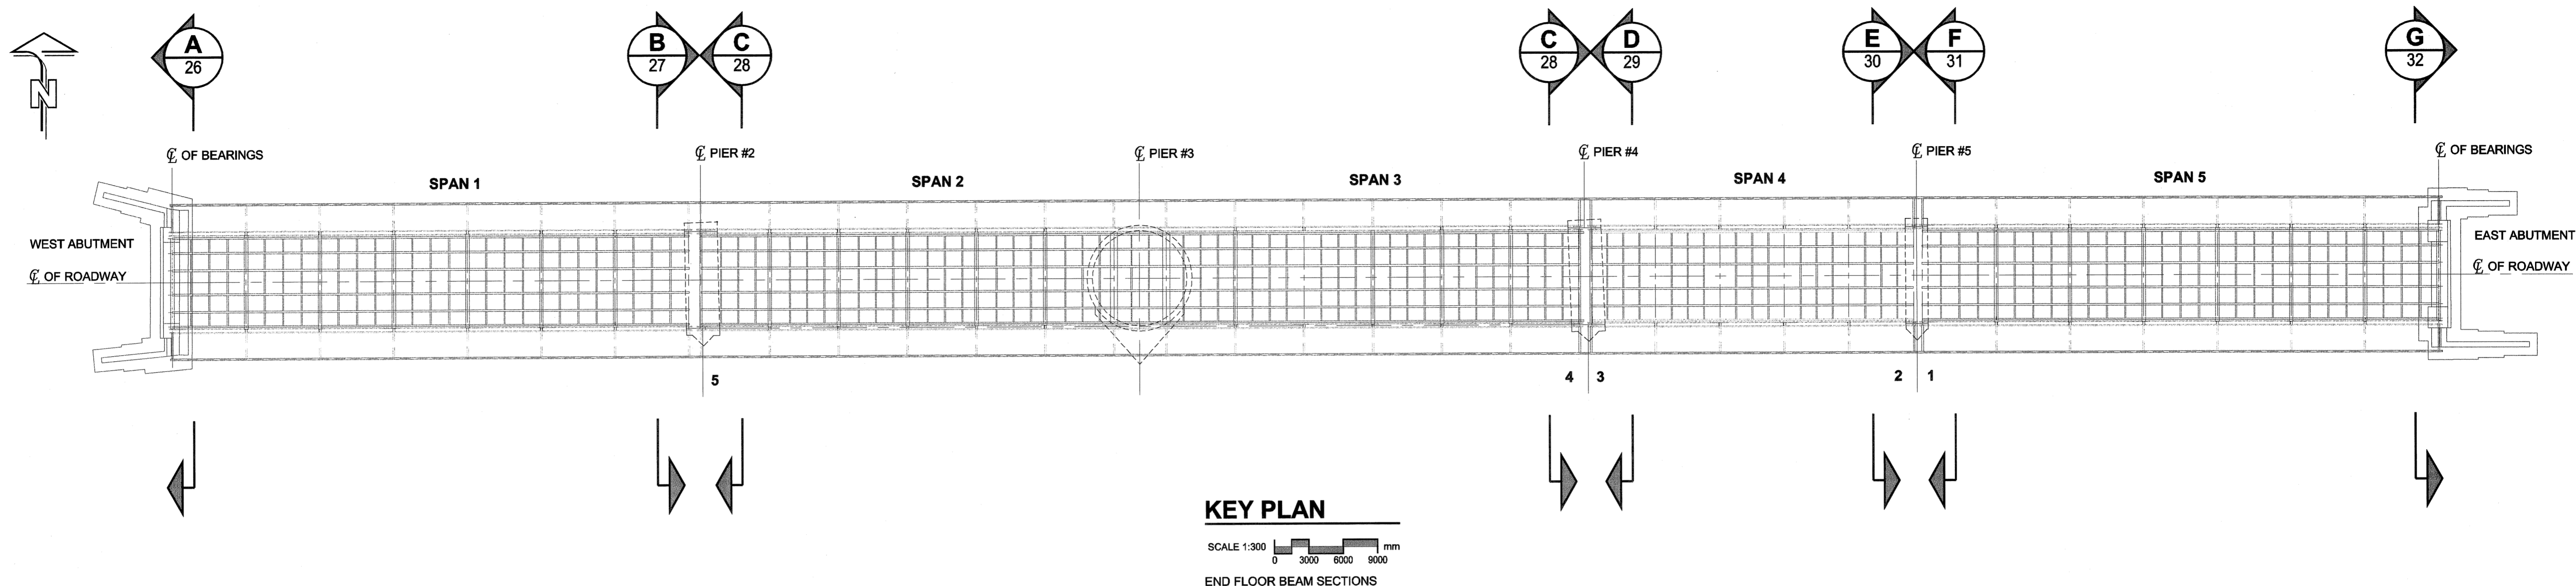 A
26
B
27
C
28
C
28
D
29
E
30
F
31
G
32
N
℄ OF BEARINGS
℄ PIER #2
℄ PIER #3
℄ PIER #4
℄ PIER #5
℄ OF BEARINGS
SPAN 1
SPAN 2
SPAN 3
SPAN 4
SPAN 5
WEST ABUTMENT
EAST ABUTMENT
℄ OF ROADWAY
℄ OF ROADWAY
5
4 3
2 1
KEY PLAN
SCALE 1:300 mm
0 3000 6000 9000
END FLOOR BEAM SECTIONS